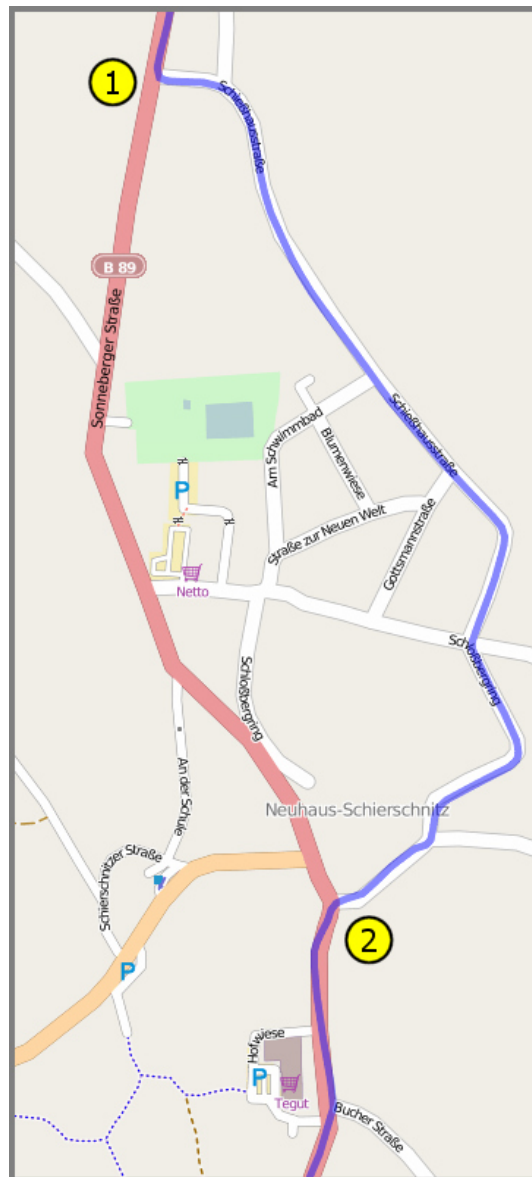 1
Schießhausstraße
B 89
Sonneberger Straße
Am Schwimmbad
Blumenwiese
Schießhausstraße
P
Straße zur Neuen Welt
Gottsmannstraße
Netto
Schloßbergring
Schloßbergring
An der Schule
Neuhaus-Schierschnitz
Schierschnitzer Straße
2
P
Hofwiese
P
Tegut
Bucher Straße